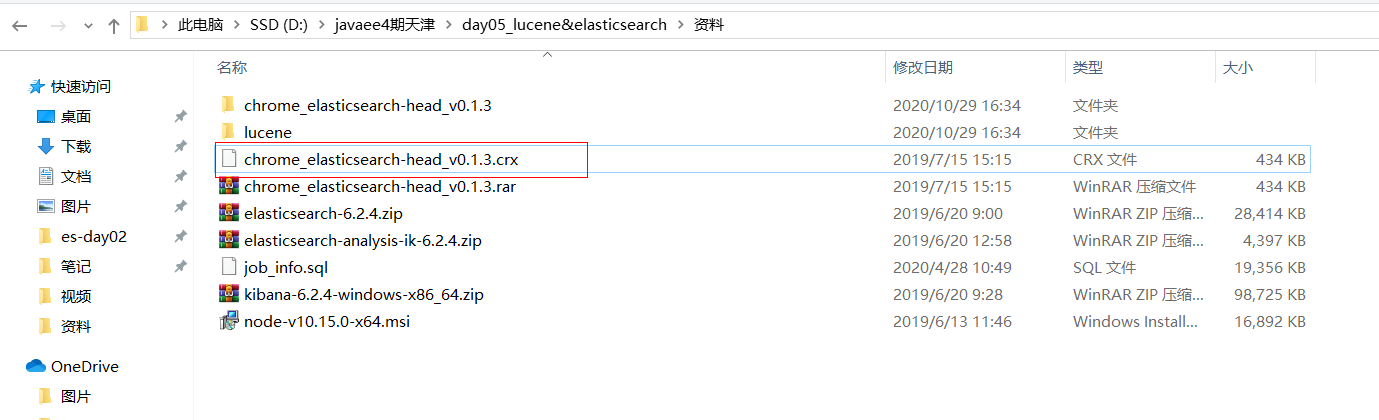 此电脑 > SSD (D:) > javaee4期天津 > day05_lucene&elasticsearch > 资料
名称 修改日期 类型 大小
快速访问
桌面
下载
文档
图片
es-day02
笔记
视频
资料
OneDrive
图片
chrome_elasticsearch-head_v0.1.3 2020/10/29 16:34 文件夹
lucene 2020/10/29 16:34 文件夹
chrome_elasticsearch-head_v0.1.3.crx 2019/7/15 15:15 CRX 文件 434 KB
chrome_elasticsearch-head_v0.1.3.rar 2019/7/15 15:15 WinRAR 压缩文件 434 KB
elasticsearch-6.2.4.zip 2019/6/20 9:00 WinRAR ZIP 压缩... 28,414 KB
elasticsearch-analysis-ik-6.2.4.zip 2019/6/20 12:58 WinRAR ZIP 压缩... 4,397 KB
job_info.sql 2020/4/28 10:49 SQL 文件 19,356 KB
kibana-6.2.4-windows-x86_64.zip 2019/6/20 9:28 WinRAR ZIP 压缩... 98,725 KB
node-v10.15.0-x64.msi 2019/6/13 11:46 Windows Install... 16,892 KB